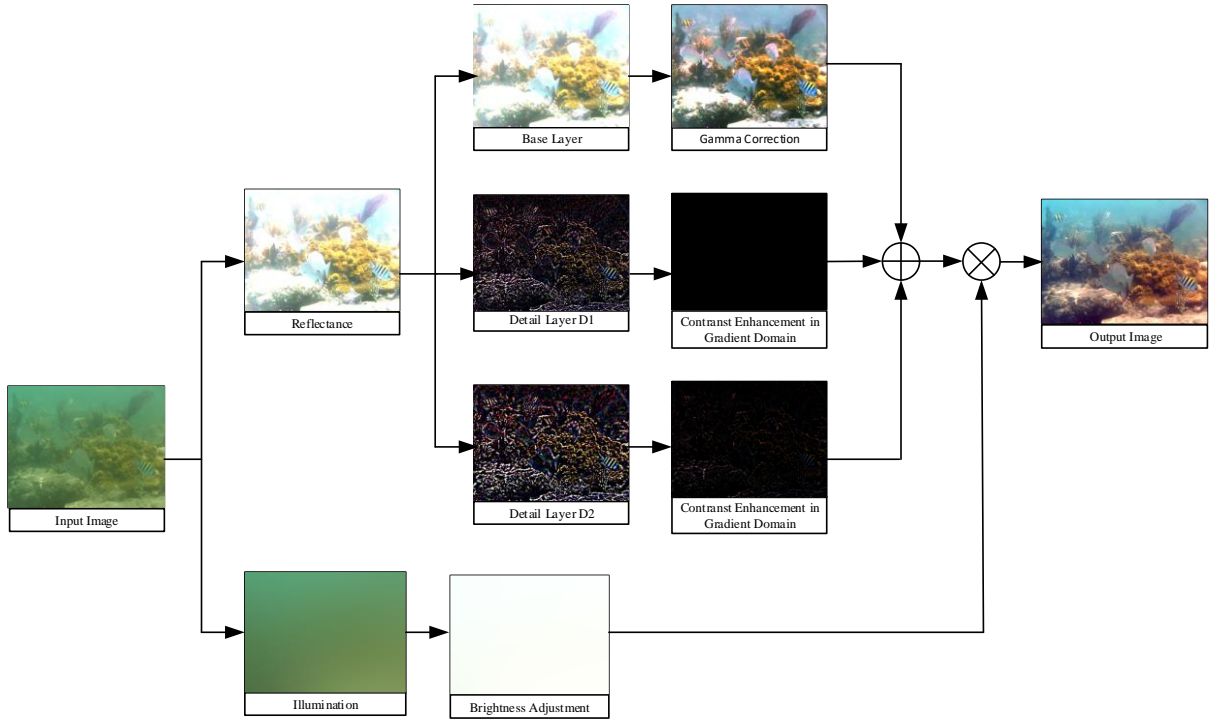 Base Layer
Gamma Correction
Reflectance
Detail Layer D1
Contranst Enhancement in
Gradient Domain
Output Image
Input Image
Detail Layer D2
Contranst Enhancement in
Gradient Domain
Illumination
Brightness Adjustment